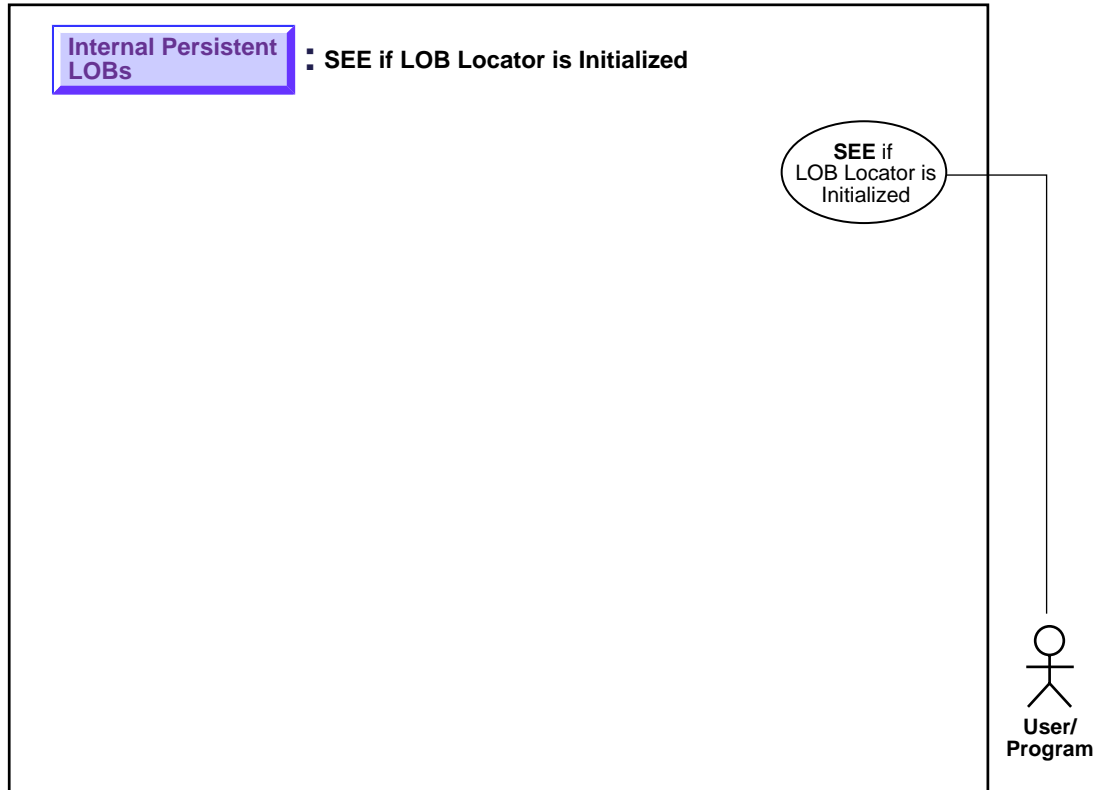 Internal Persistent
LOBs
: SEE if LOB Locator is Initialized
SEE if
LOB Locator is
Initialized
User/
Program